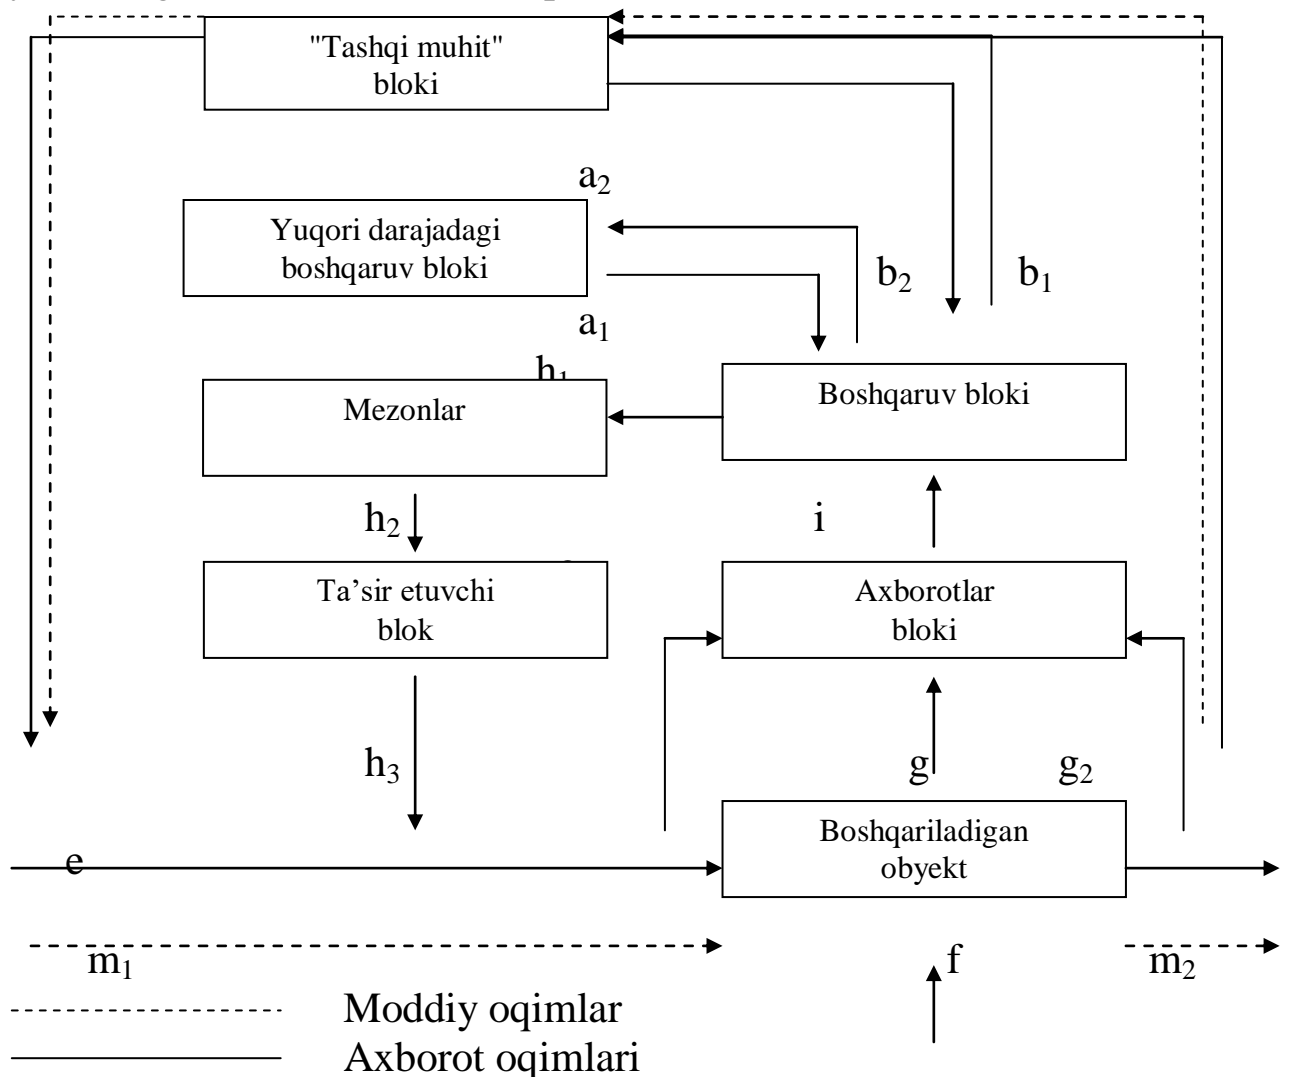 "Tashqi muhit"
bloki
a2
Yuqori darajadagi
boshqaruv bloki
b2
b1
a1
h1
Mezonlar
Boshqaruv bloki
h2
i
Ta’sir etuvchi
blok
Axborotlar
bloki
h3
g
g2
Boshqariladigan
obyekt
e
m1
f
m2
Moddiy oqimlar
Axborot oqimlari